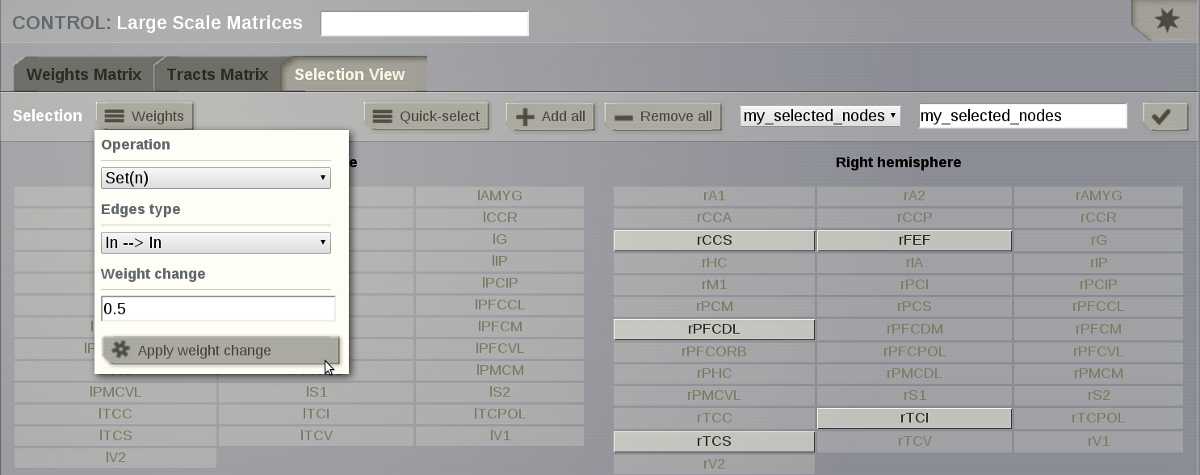 CONTROL: Large Scale Matrices
Weights Matrix Tracts Matrix Selection View
Selection Weights Quick-select Add all Remove all my_selected_nodes my_selected_nodes
Operation
Set(n)
Edges type
In --> In
Weight change
0.5
Apply weight change
lAMYG
lCCR
lG
lIP
lPCIP
lPFCCL
lPFCM
lPFCVL
lPMCM
lPMCVL lS1 lS2
lTCC lTCI lTCPOL
lTCS lTCV lV1
lV2
Right hemisphere
rA1 rA2 rAMYG
rCCA rCCP rCCR
rCCS rFEF rG
rHC rIA rIP
rM1 rPCI rPCIP
rPCM rPCS rPFCCL
rPFCDL rPFCDM rPFCM
rPFCORB rPFCPOL rPFCVL
rPHC rPMCDL rPMCM
rPMCVL rS1 rS2
rTCC rTCI rTCPOL
rTCS rTCV rV1
rV2